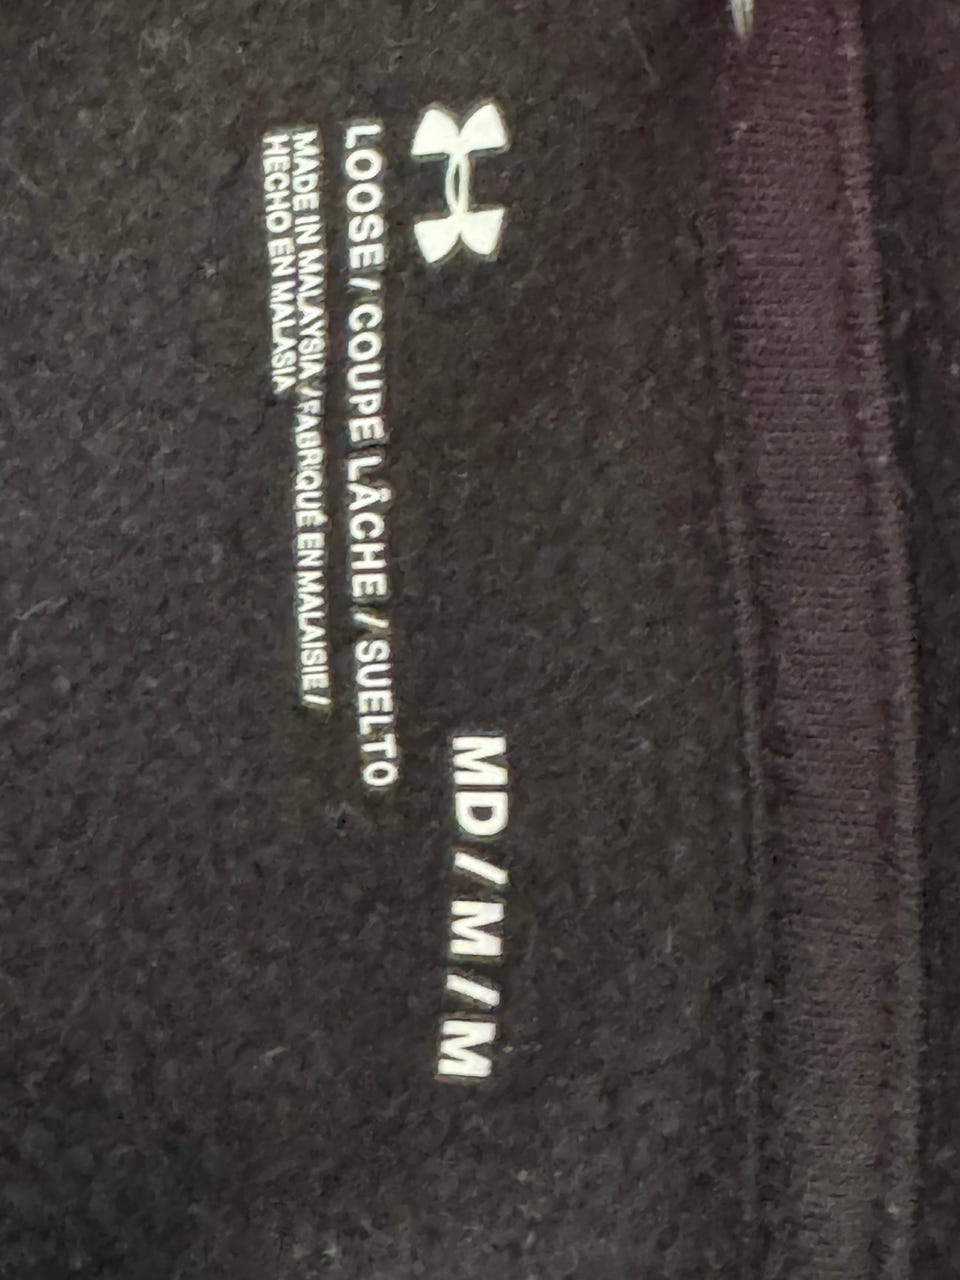 MD / M / M
LOOSE / COUPE LÂCHE / SUELTO
MADE IN MALAYSIA / FABRIQUÉ EN MALAISIE /
HECHO EN MALASIA